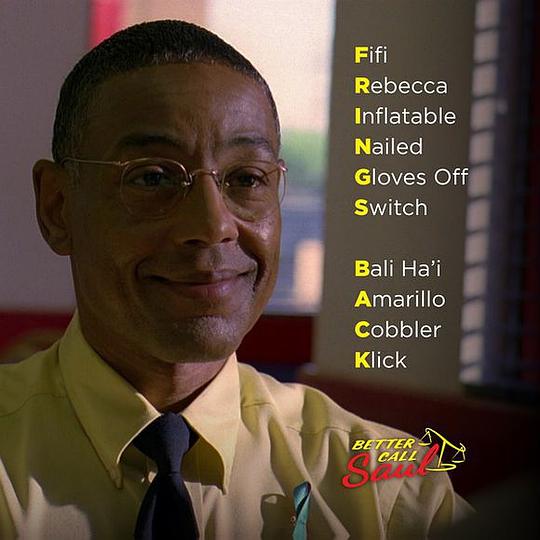 Fifi
Rebecca
Inflatable
Nailed
Gloves Off
Switch
Bali Ha'i
Amarillo
Cobbler
Klick
BETTER
CALL
Saul